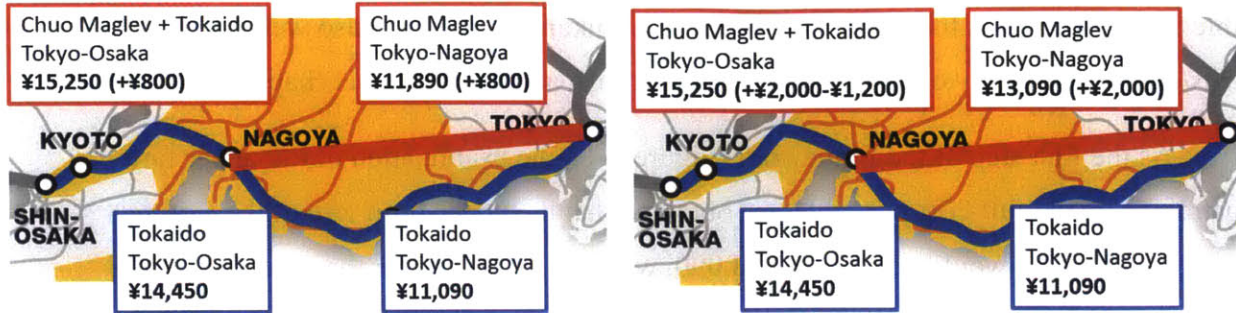 Chuo Maglev + Tokaido
Tokyo-Osaka
¥15,250 (+¥800)
Chuo Maglev
Tokyo-Nagoya
¥11,890 (+¥800)
KYOTO
NAGOYA
TOKYO
SHIN-
OSAKA
Tokaido
Tokyo-Osaka
¥14,450
Tokaido
Tokyo-Nagoya
¥11,090
Chuo Maglev + Tokaido
Tokyo-Osaka
¥15,250 (+¥2,000-¥1,200)
Chuo Maglev
Tokyo-Nagoya
¥13,090 (+¥2,000)
KYOTO
NAGOYA
TOKYO
SHIN-
OSAKA
Tokaido
Tokyo-Osaka
¥14,450
Tokaido
Tokyo-Nagoya
¥11,090